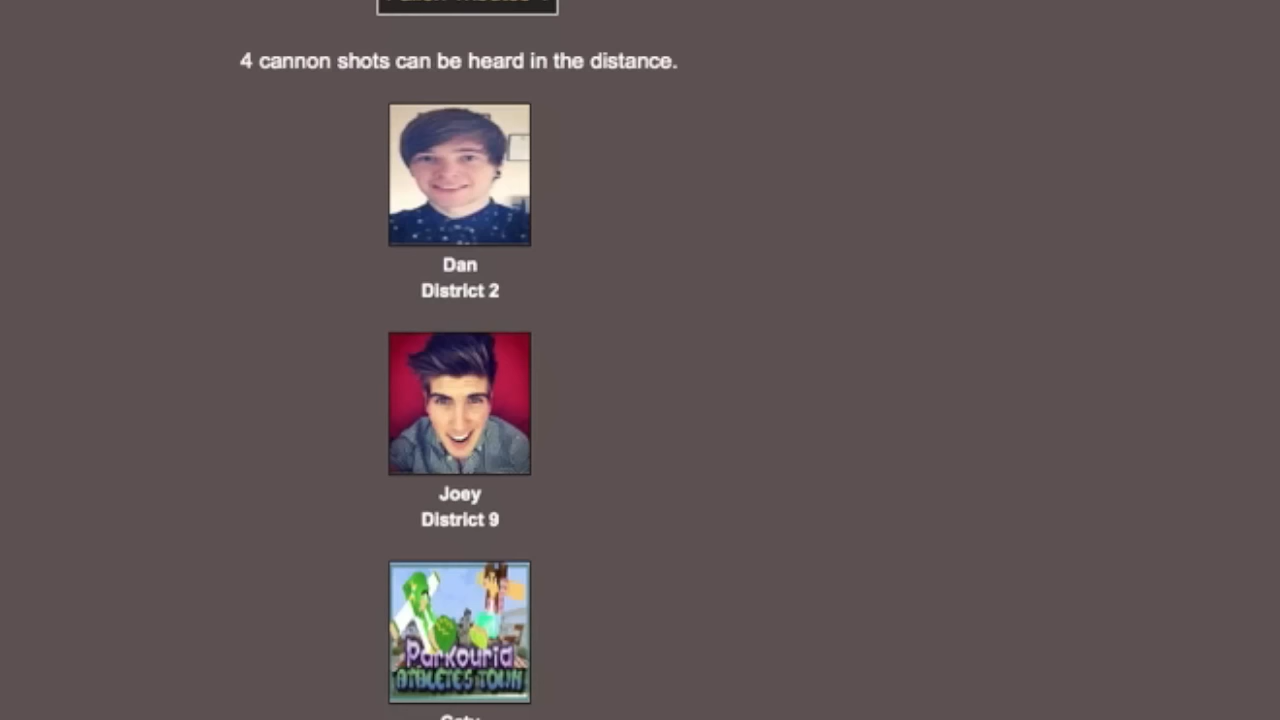 4 cannon shots can be heard in the distance.
Dan
District 2
Joey
District 9
Parkouria
ATHLETES TOWN